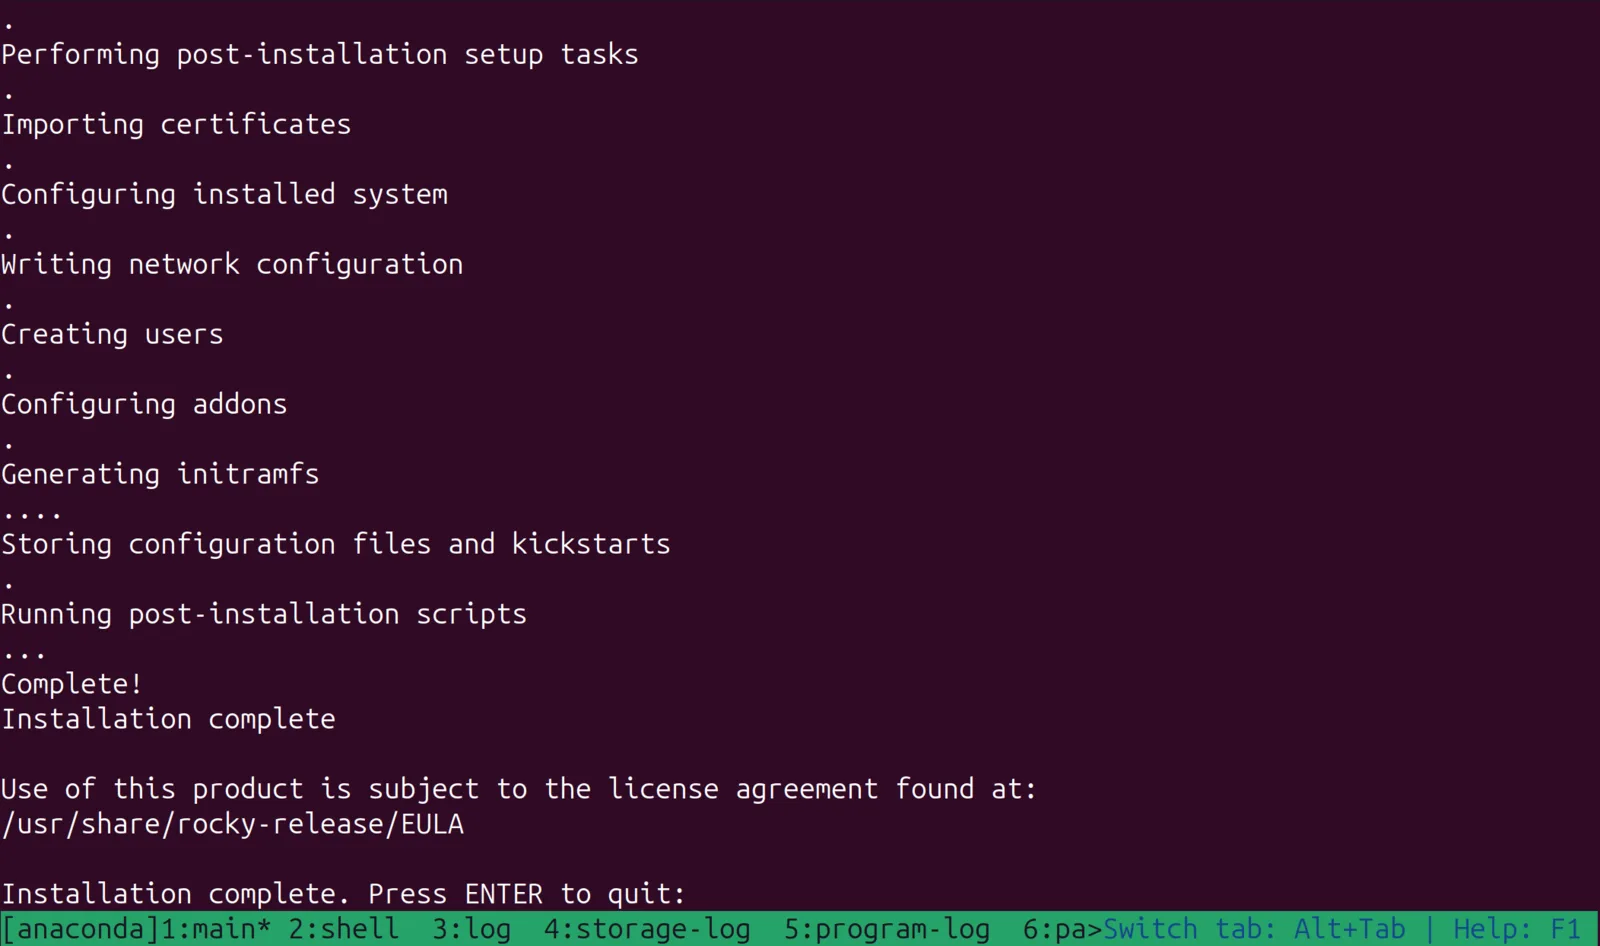 .
Performing post-installation setup tasks
.
Importing certificates
.
Configuring installed system
.
Writing network configuration
.
Creating users
.
Configuring addons
.
Generating initramfs
....
Storing configuration files and kickstarts
.
Running post-installation scripts
...
Complete!
Installation complete
Use of this product is subject to the license agreement found at:
/usr/share/rocky-release/EULA
Installation complete. Press ENTER to quit:
[anaconda]1:main* 2:shell  3:log  4:storage-log  5:program-log  6:pa>Switch tab: Alt+Tab | Help: F1